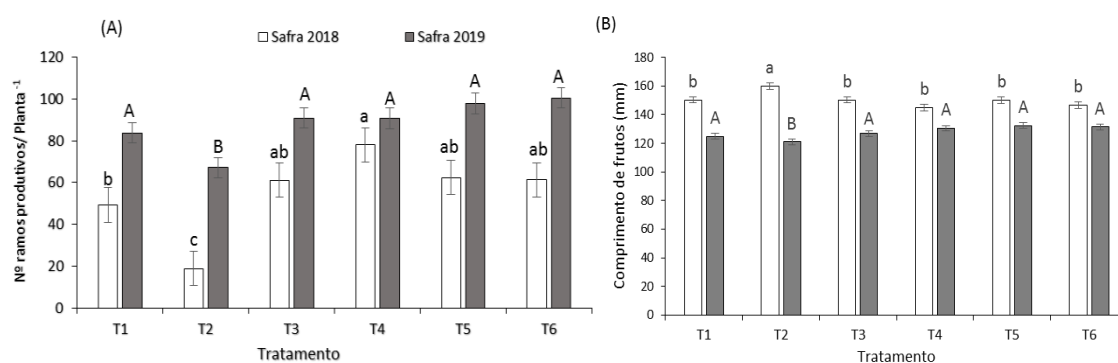 (A)
Safra 2018 Safra 2019
Nº ramos produtivos/ Planta -1
120
100
80
60
40
20
0
b A
c B
ab A
a A
ab A
ab A
T1 T2 T3 T4 T5 T6
Tratamento
(B)
Comprimento de frutos (mm)
180
160
140
120
100
80
60
40
20
0
b A
a B
b A
b A
b A
b A
T1 T2 T3 T4 T5 T6
Tratamento